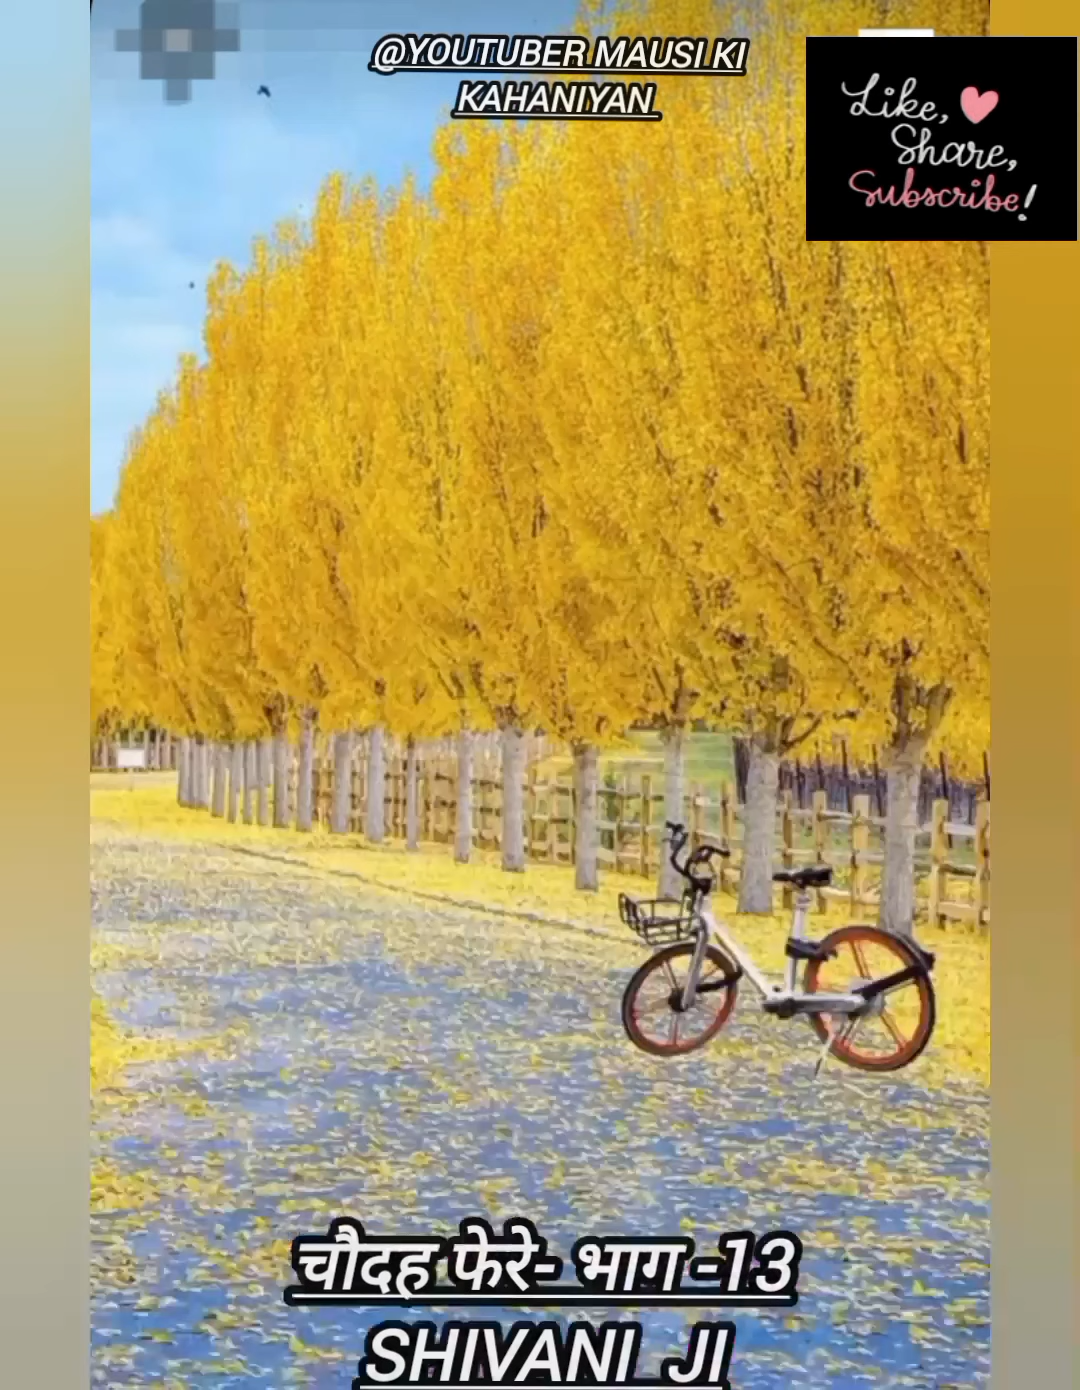 @YOUTUBER MAUSI KI
KAHANIYAN
Like,
Share,
Subscribe!
चौदह फेरे- भाग -13
SHIVANI JI